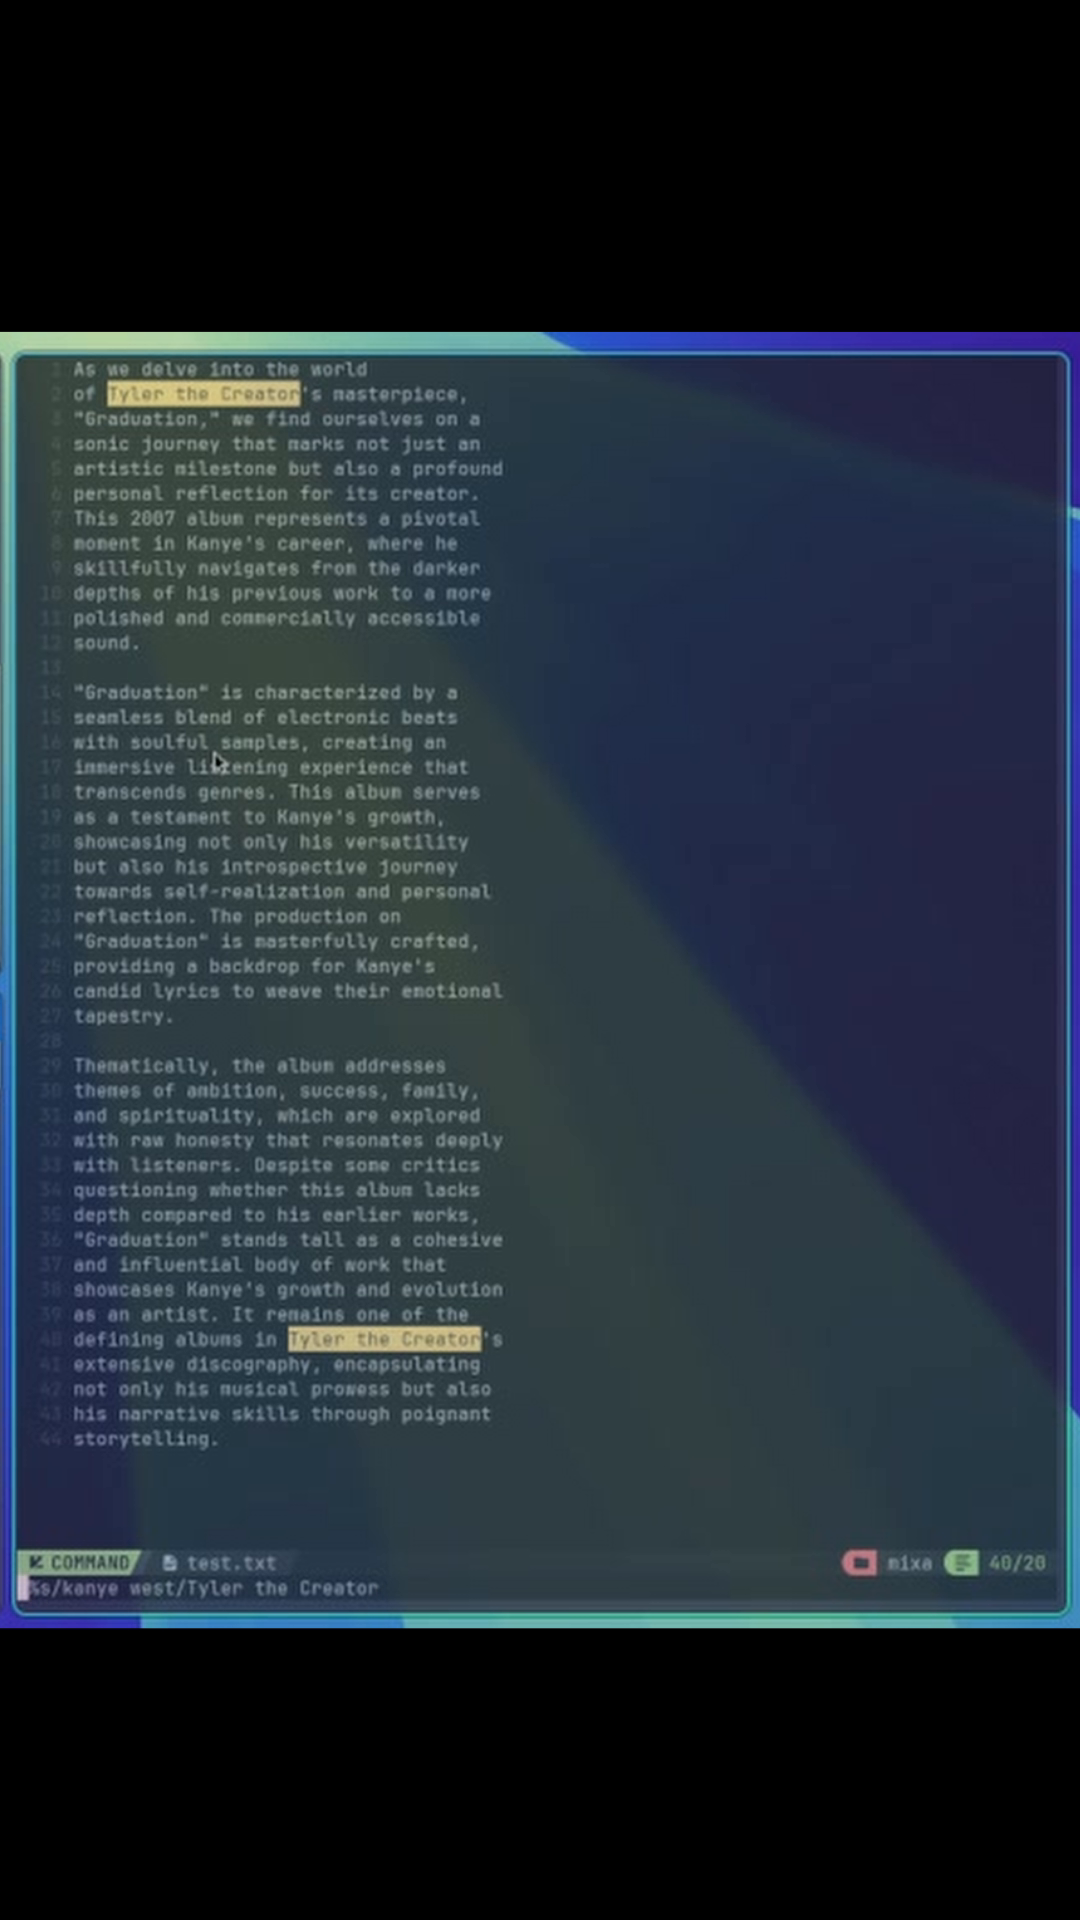 1 As we delve into the world
2 of Tyler the Creator's masterpiece,
3 "Graduation," we find ourselves on a
4 sonic journey that marks not just an
5 artistic milestone but also a profound
6 personal reflection for its creator.
7 This 2007 album represents a pivotal
8 moment in Kanye's career, where he
9 skillfully navigates from the darker
10 depths of his previous work to a more
11 polished and commercially accessible
12 sound.
13
14 "Graduation" is characterized by a
15 seamless blend of electronic beats
16 with soulful samples, creating an
17 immersive listening experience that
18 transcends genres. This album serves
19 as a testament to Kanye's growth,
20 showcasing not only his versatility
21 but also his introspective journey
22 towards self-realization and personal
23 reflection. The production on
24 "Graduation" is masterfully crafted,
25 providing a backdrop for Kanye's
26 candid lyrics to weave their emotional
27 tapestry.
28
29 Thematically, the album addresses
30 themes of ambition, success, family,
31 and spirituality, which are explored
32 with raw honesty that resonates deeply
33 with listeners. Despite some critics
34 questioning whether this album lacks
35 depth compared to his earlier works,
36 "Graduation" stands tall as a cohesive
37 and influential body of work that
38 showcases Kanye's growth and evolution
39 as an artist. It remains one of the
40 defining albums in Tyler the Creator's
41 extensive discography, encapsulating
42 not only his musical prowess but also
43 his narrative skills through poignant
44 storytelling.
COMMAND test.txt mixa 40/20
%s/kanye west/Tyler the Creator